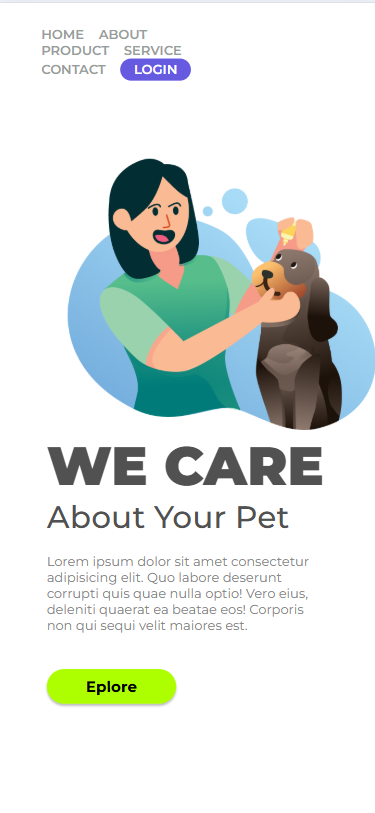 HOME ABOUT
PRODUCT SERVICE
CONTACT LOGIN
WE CARE
About Your Pet
Lorem ipsum dolor sit amet consectetur
adipisicing elit. Quo labore deserunt
corrupti quis quae nulla optio! Vero eius,
deleniti quaerat ea beatae eos! Corporis
non qui sequi velit maiores est.
Eplore